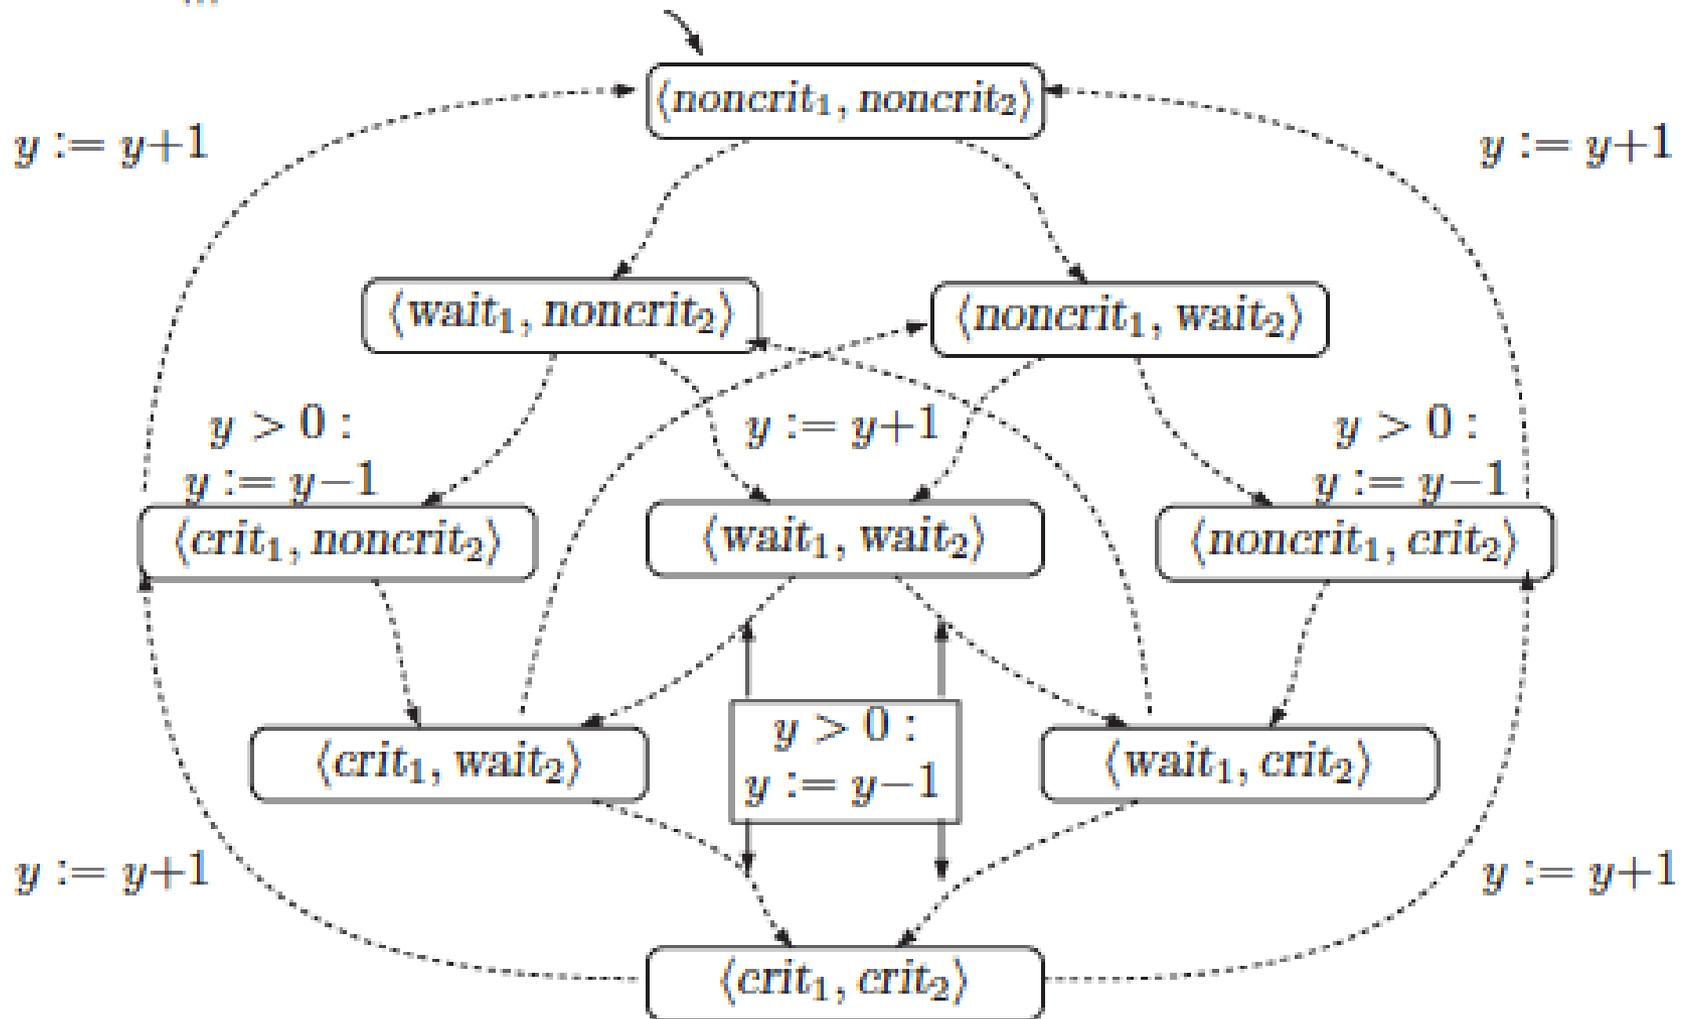 ⟨noncrit₁, noncrit₂⟩
y := y+1
y := y+1
⟨wait₁, noncrit₂⟩
⟨noncrit₁, wait₂⟩
y > 0 :
y := y−1
y := y+1
y > 0 :
y := y−1
⟨crit₁, noncrit₂⟩
⟨wait₁, wait₂⟩
⟨noncrit₁, crit₂⟩
⟨crit₁, wait₂⟩
y > 0 :
y := y−1
⟨wait₁, crit₂⟩
y := y+1
y := y+1
⟨crit₁, crit₂⟩